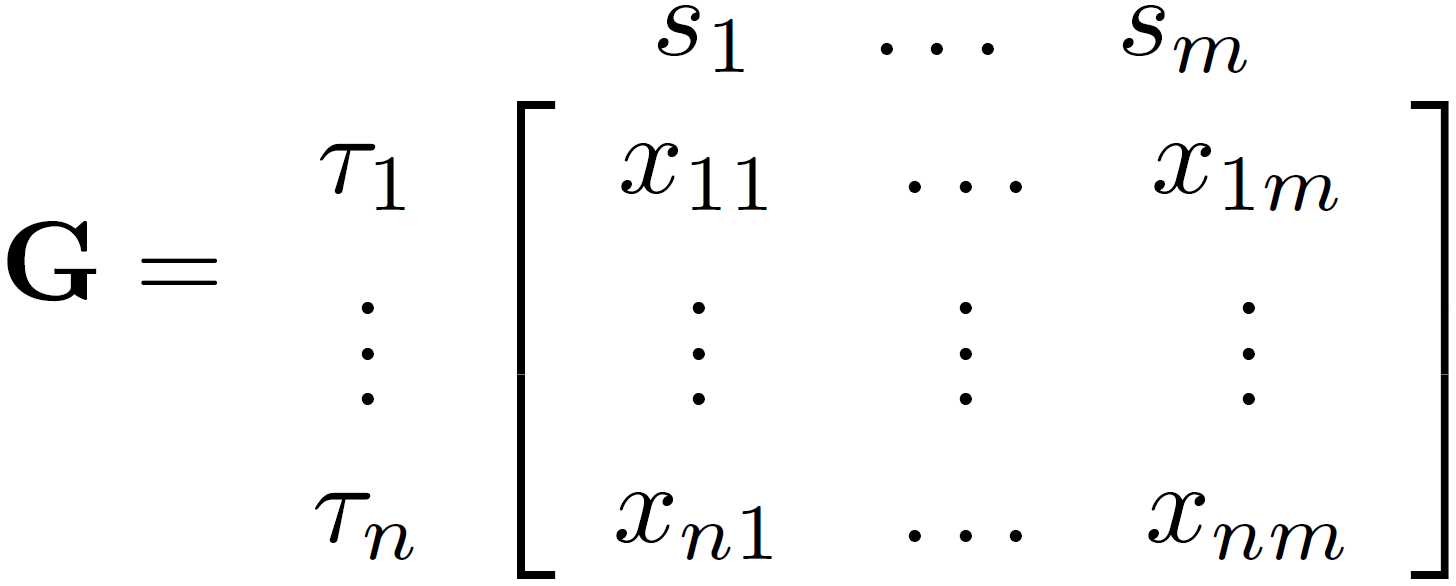 s₁ … sₘ
τ₁ x₁₁ … x₁ₘ
G =
⋮ ⋮ ⋮ ⋮
τₙ xₙ₁ … xₙₘ